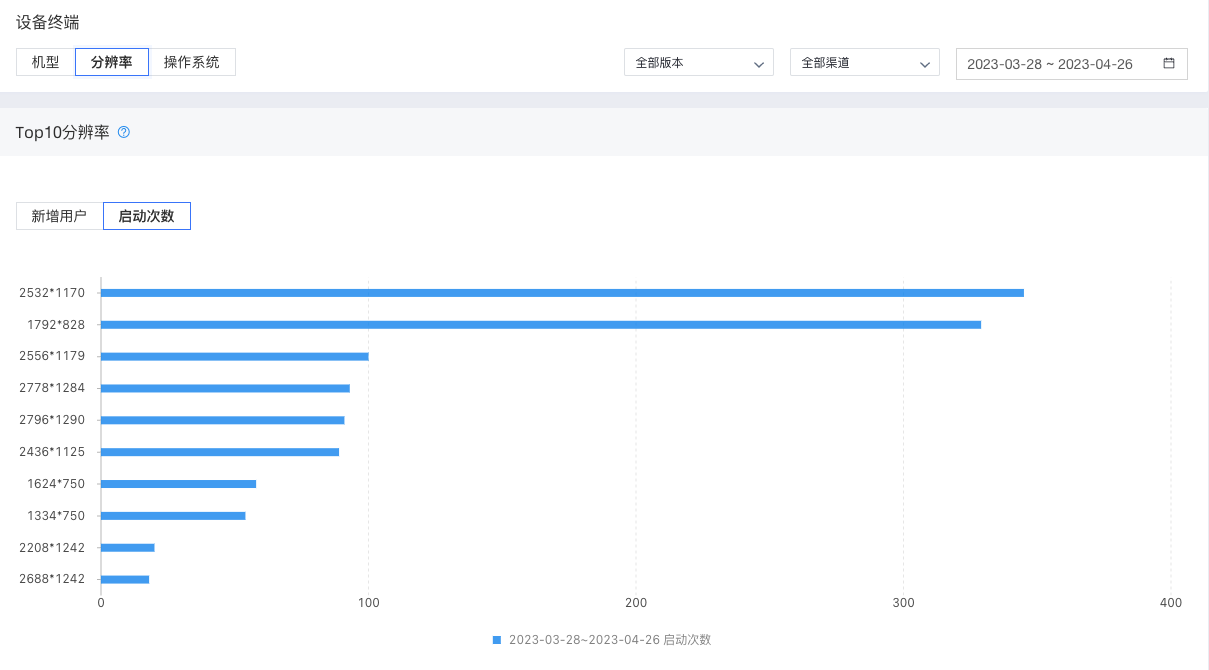 设备终端
机型 分辨率 操作系统 全部版本 全部渠道 2023-03-28 ~ 2023-04-26
Top10分辨率 ?
新增用户 启动次数
2532*1170
1792*828
2556*1179
2778*1284
2796*1290
2436*1125
1624*750
1334*750
2208*1242
2688*1242
0 100 200 300 400
2023-03-28~2023-04-26 启动次数